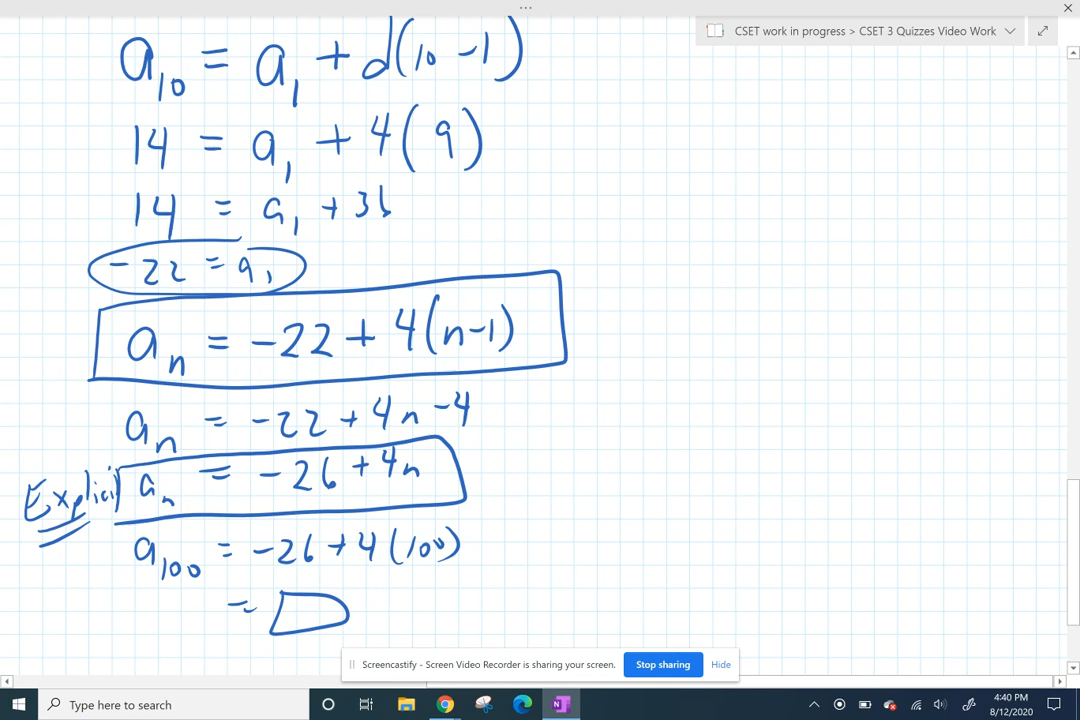 CSET work in progress > CSET 3 Quizzes Video Work
a₁₀ = a₁ + d(10 - 1)
14 = a₁ + 4(9)
14 = a₁ + 36
-22 = a₁
aₙ = -22 + 4(n-1)
aₙ = -22 + 4n - 4
Explicit aₙ = -26 + 4n
a₁₀₀ = -26 + 4(100)
=
Screencastify - Screen Video Recorder is sharing your screen. Stop sharing Hide
Type here to search
4:40 PM
8/12/2020